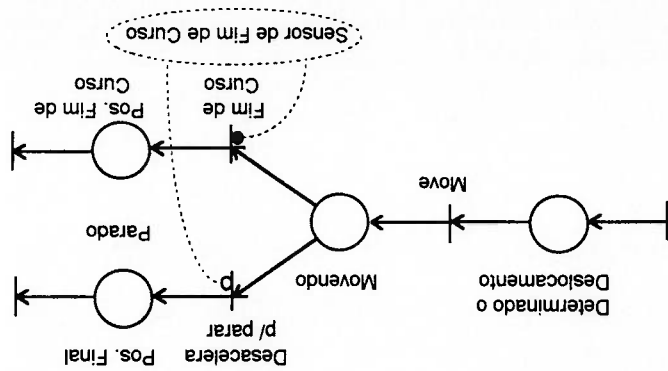 Pos. Final
Desacelera
p/ parar
Determinado o
Deslocamento
Movendo
Parado
Move
Fim de
Curso
Pos. Fim de
Curso
Sensor de Fim de Curso